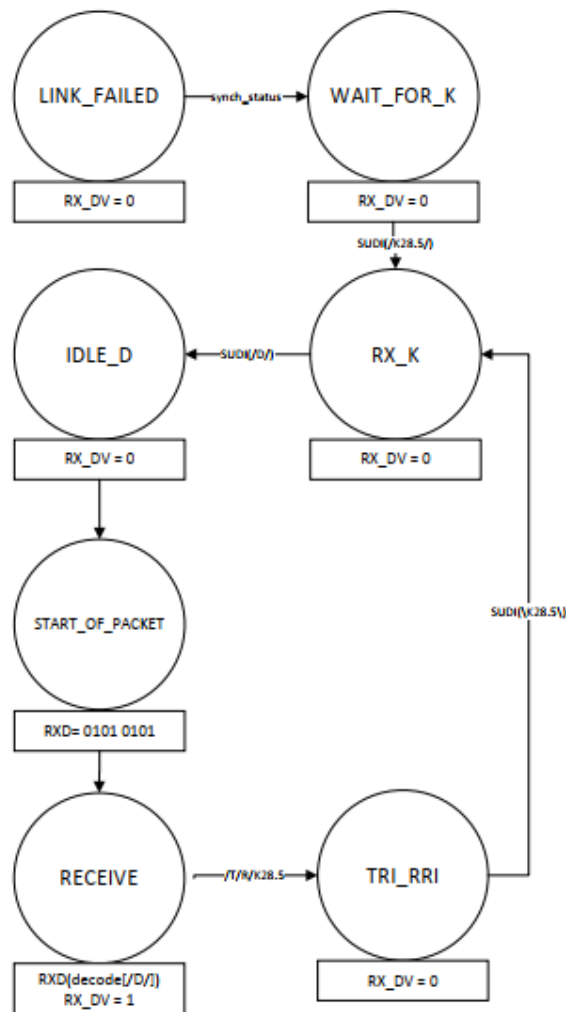 LINK_FAILED
synch_status
WAIT_FOR_K
RX_DV = 0
RX_DV = 0
SUDI(/K28.5/)
IDLE_D
SUDI(/D/)
RX_K
RX_DV = 0
RX_DV = 0
START_OF_PACKET
SUDI(\K28.5\)
RXD= 0101 0101
RECEIVE
/T/R/K28.5
TRI_RRI
RXD(decode[/D/])
RX_DV = 1
RX_DV = 0